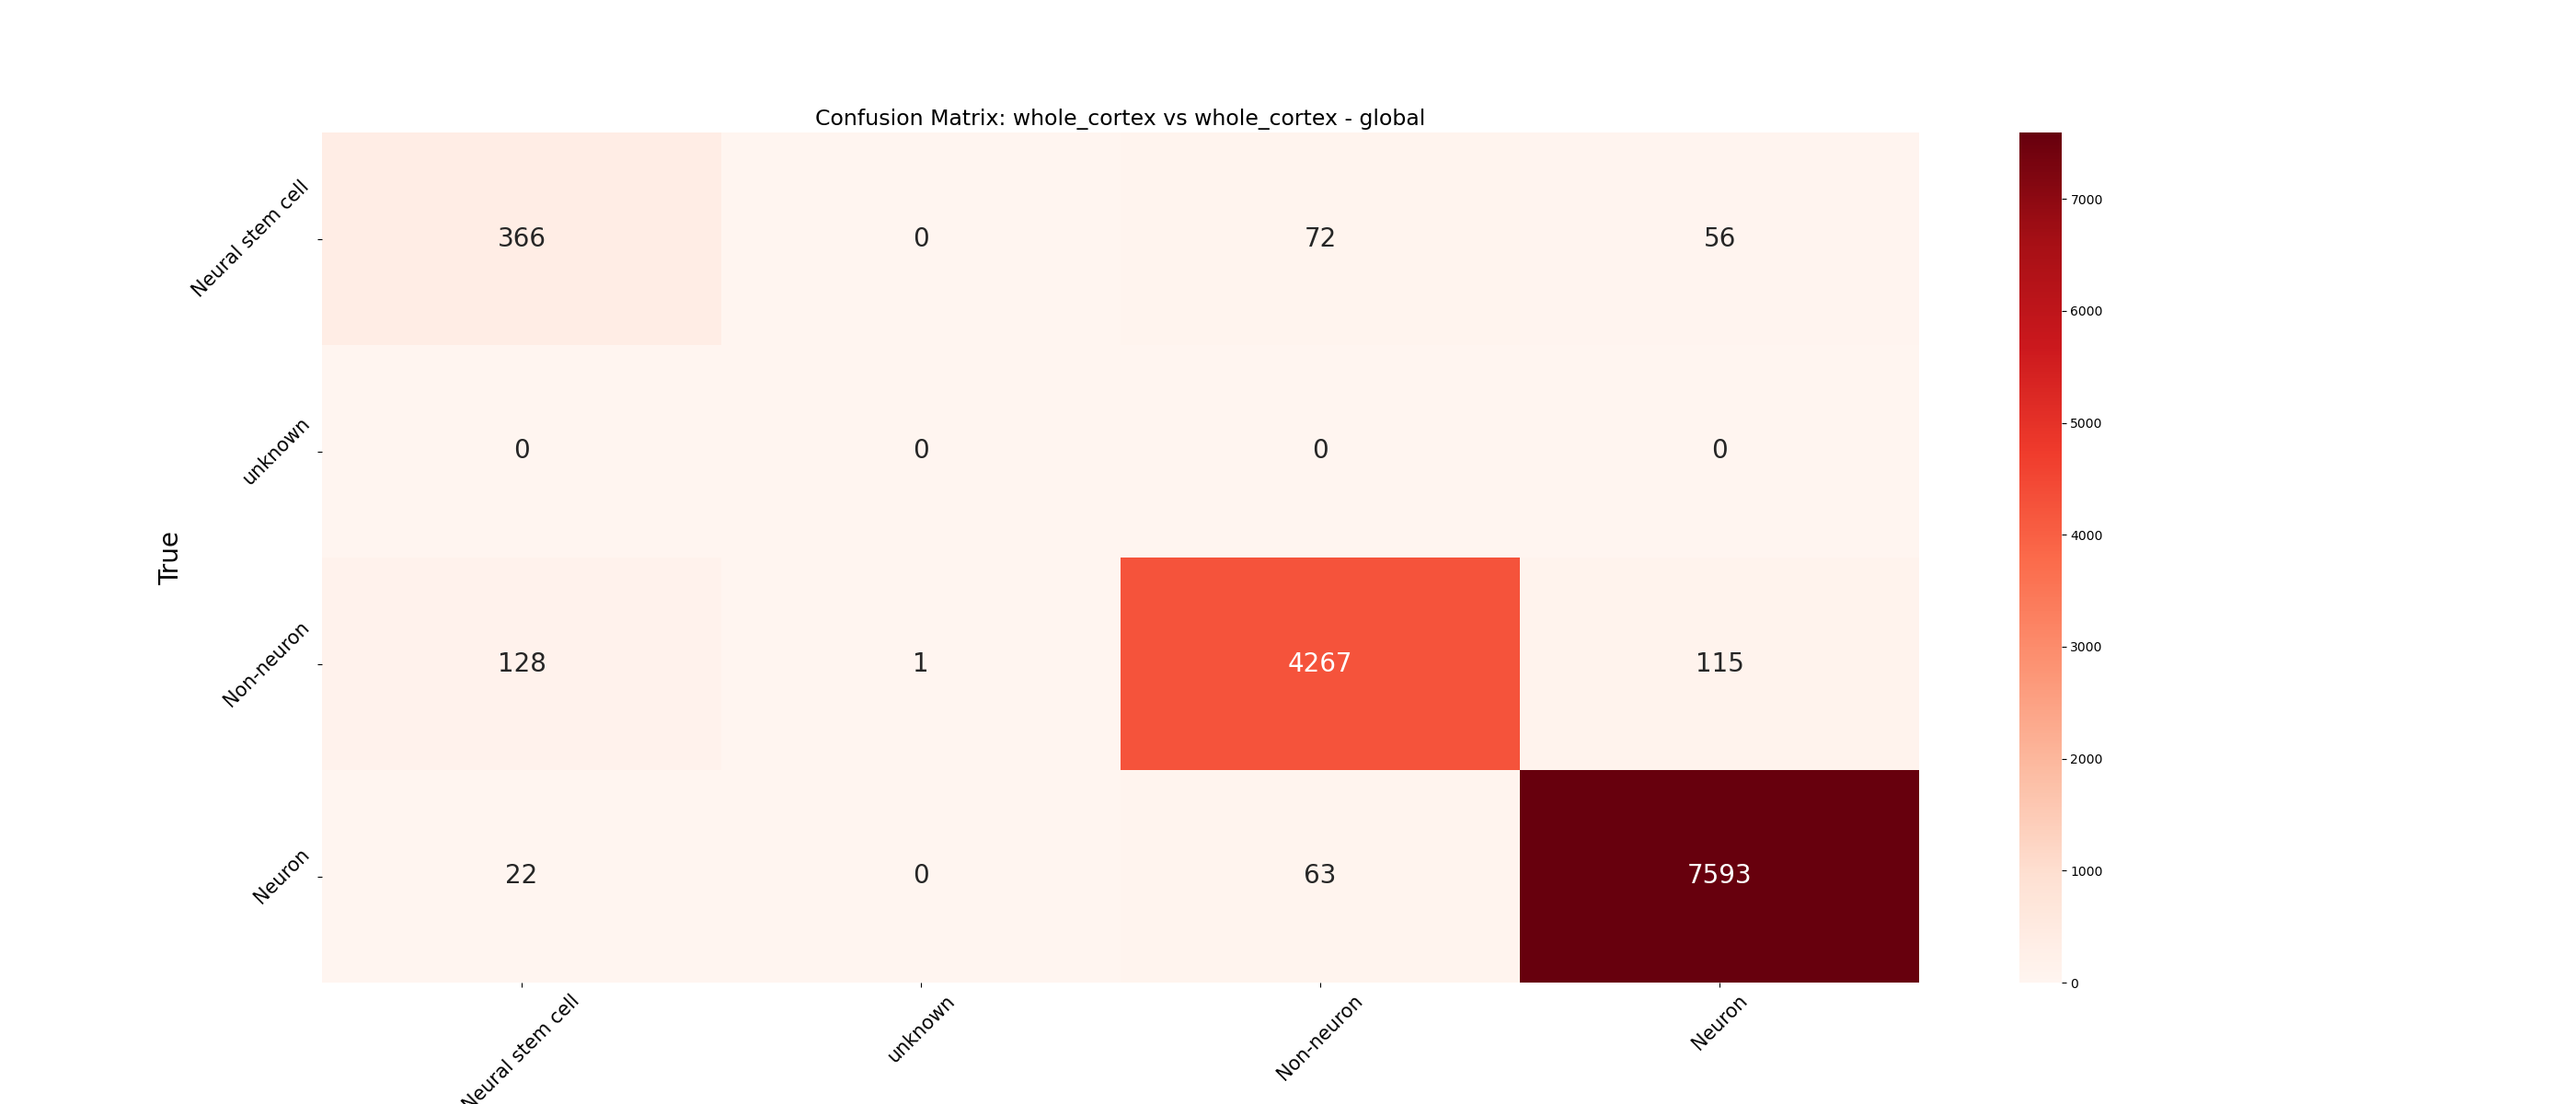 Confusion Matrix: whole_cortex vs whole_cortex - global
True
Neural stem cell
366
0
72
56
unknown
0
0
0
0
Non-neuron
128
1
4267
115
Neuron
22
0
63
7593
Neural stem cell
unknown
Non-neuron
Neuron
7000
6000
5000
4000
3000
2000
1000
0